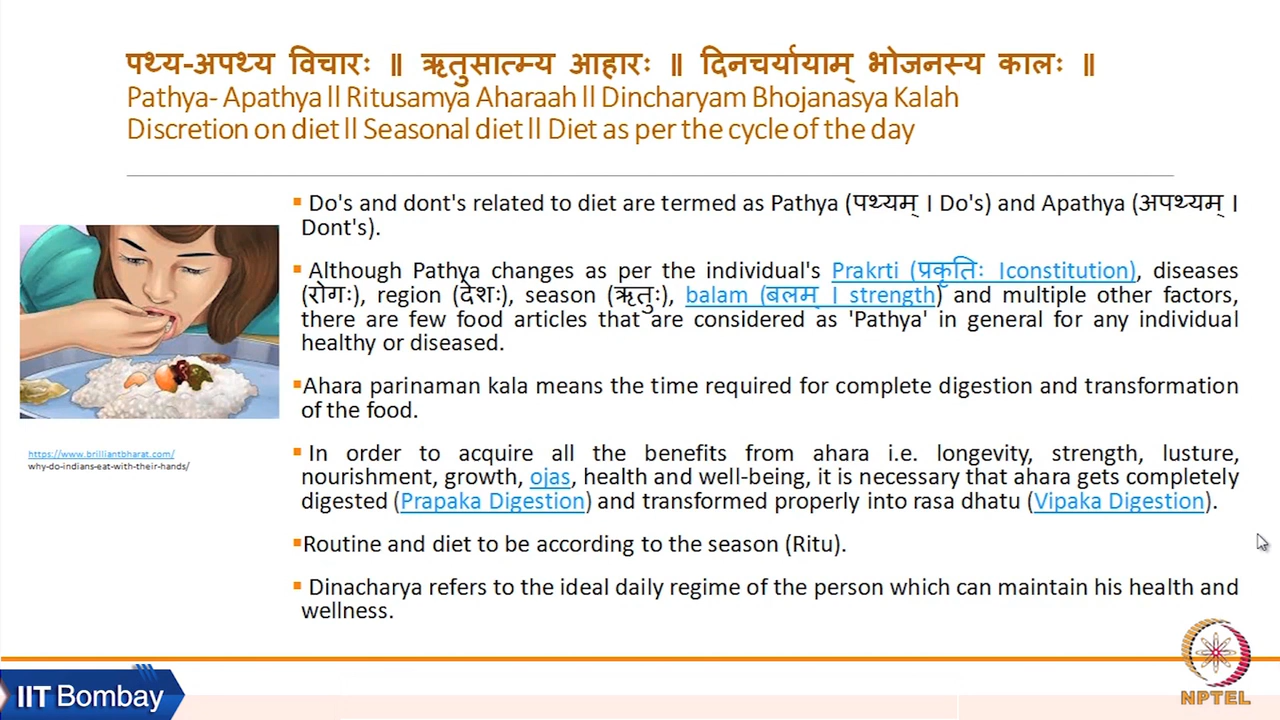 पथ्य-अपथ्य विचारः ॥ ऋतुसात्म्य आहारः ॥ दिनचर्यायाम् भोजनस्य कालः ॥
Pathya- Apathya ll Ritusamya Aharaah ll Dincharyam Bhojanasya Kalah
Discretion on diet ll Seasonal diet ll Diet as per the cycle of the day
▪ Do's and dont's related to diet are termed as Pathya (पथ्यम् । Do's) and Apathya (अपथ्यम् ।
Dont's).
▪ Although Pathya changes as per the individual's Prakrti (प्रकृतिः ।constitution), diseases
(रोगः), region (देशः), season (ऋतुः), balam (बलम् । strength) and multiple other factors,
there are few food articles that are considered as 'Pathya' in general for any individual
healthy or diseased.
▪Ahara parinaman kala means the time required for complete digestion and transformation
of the food.
▪ In order to acquire all the benefits from ahara i.e. longevity, strength, lusture,
nourishment, growth, ojas, health and well-being, it is necessary that ahara gets completely
digested (Prapaka Digestion) and transformed properly into rasa dhatu (Vipaka Digestion).
▪Routine and diet to be according to the season (Ritu).
▪ Dinacharya refers to the ideal daily regime of the person which can maintain his health and
wellness.
https://www.brilliantbharat.com/
why-do-indians-eat-with-their-hands/
IIT Bombay
NPTEL